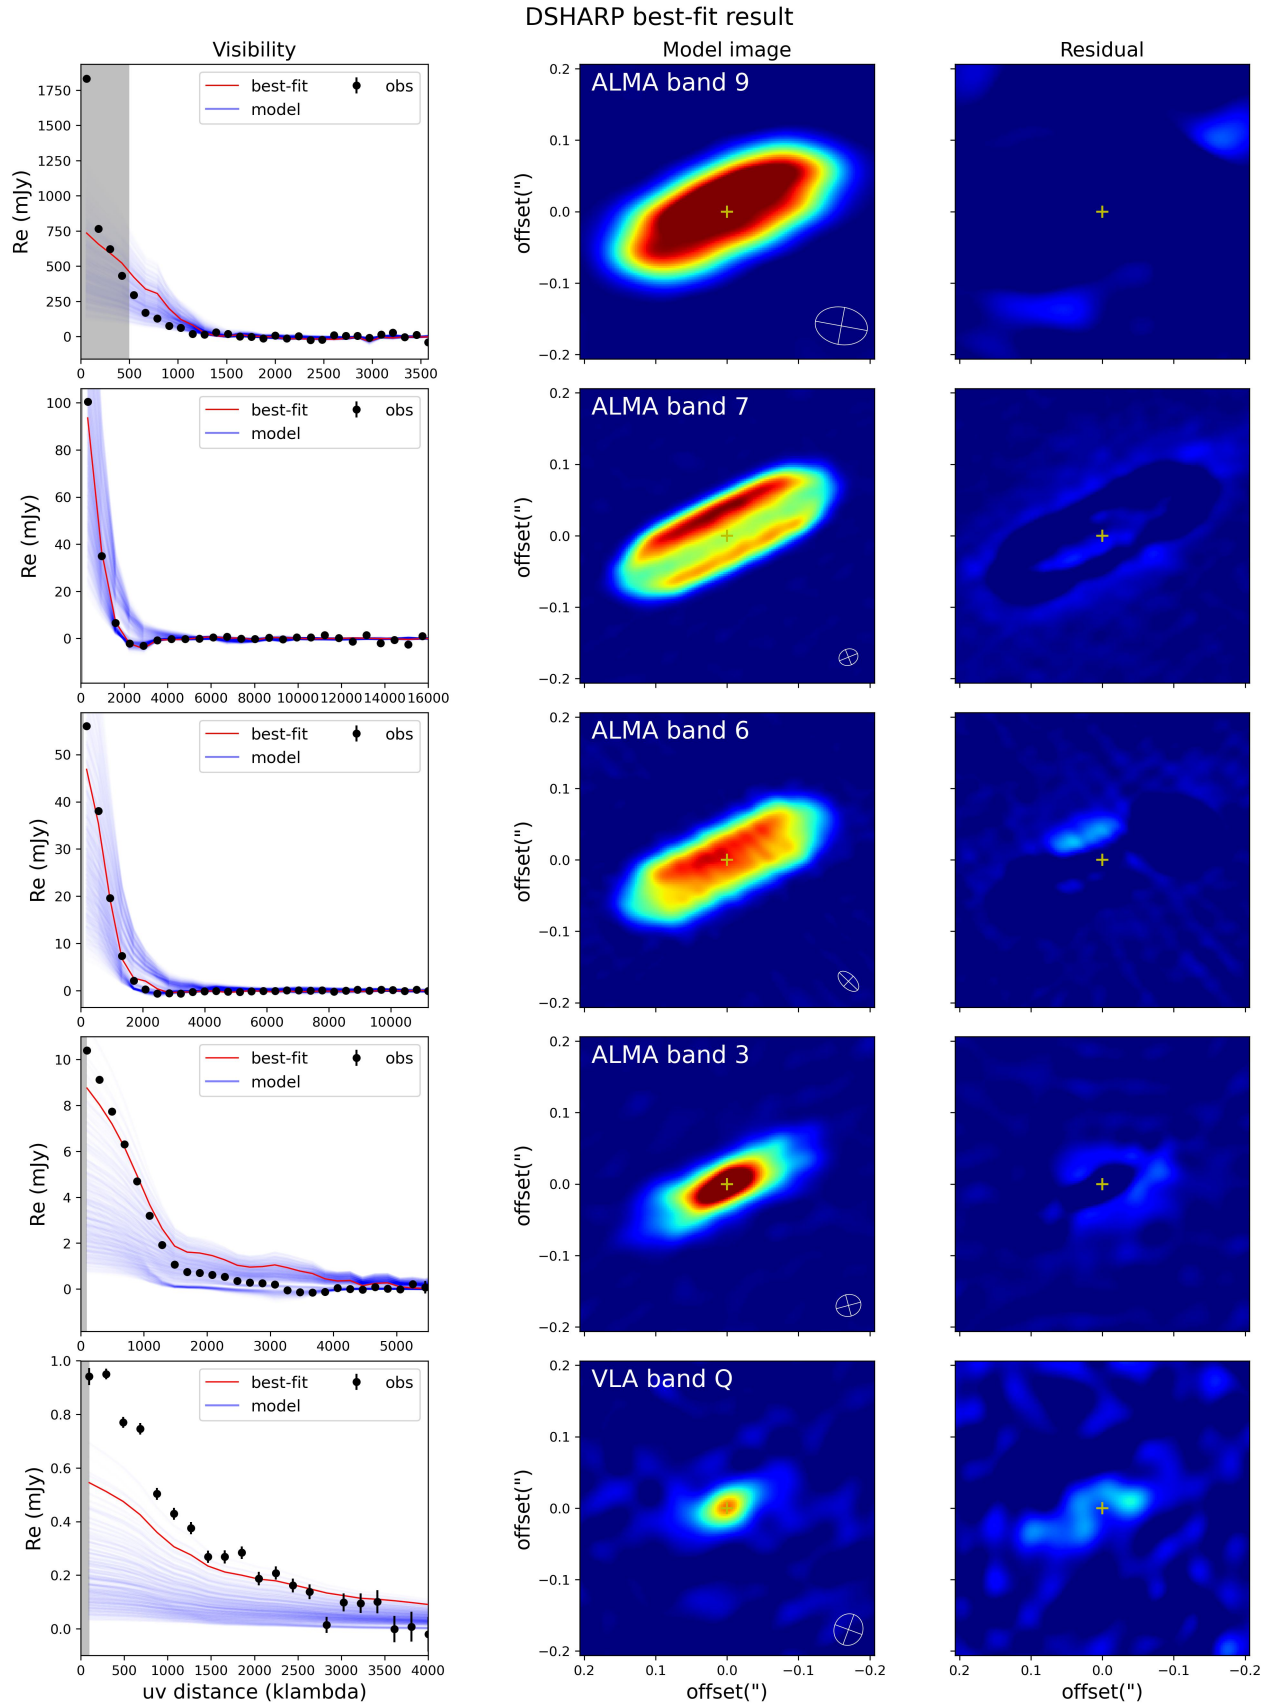 DSHARP best-fit result
Visibility Model image Residual
Re (mJy)
1750
1500
1250
1000
750
500
250
0
best-fit obs
model
0 500 1000 1500 2000 2500 3000 3500
offset(")
0.2
0.1
0.0
−0.1
−0.2
ALMA band 9
Re (mJy)
100
80
60
40
20
0
best-fit obs
model
0 2000 4000 6000 8000 10000 12000 14000 16000
offset(")
0.2
0.1
0.0
−0.1
−0.2
ALMA band 7
Re (mJy)
50
40
30
20
10
0
best-fit obs
model
0 2000 4000 6000 8000 10000
offset(")
0.2
0.1
0.0
−0.1
−0.2
ALMA band 6
Re (mJy)
10
8
6
4
2
0
best-fit obs
model
0 1000 2000 3000 4000 5000
offset(")
0.2
0.1
0.0
−0.1
−0.2
ALMA band 3
Re (mJy)
1.0
0.8
0.6
0.4
0.2
0.0
best-fit obs
model
0 500 1000 1500 2000 2500 3000 3500 4000
uv distance (klambda)
offset(")
0.2
0.1
0.0
−0.1
−0.2
VLA band Q
0.2 0.1 0.0 −0.1 −0.2
offset(")
0.2 0.1 0.0 −0.1 −0.2
offset(")